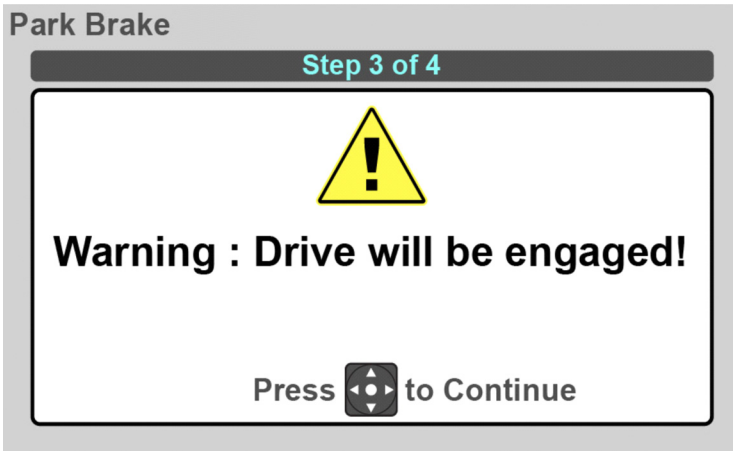 Park Brake
Step 3 of 4
!
Warning : Drive will be engaged!
Press to Continue